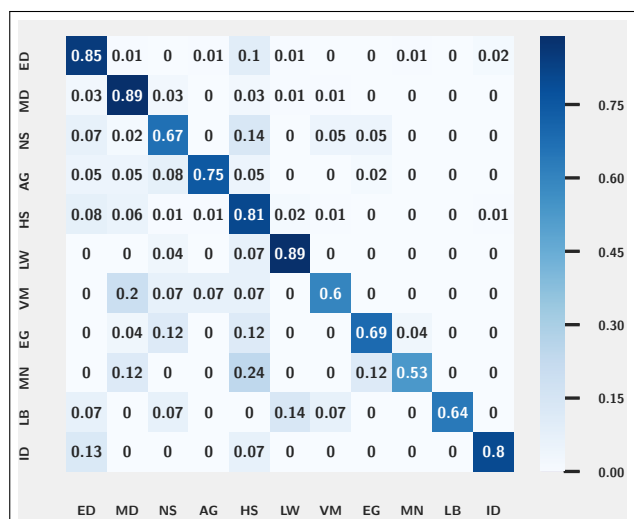 ED 0.85 0.01 0 0.01 0.1 0.01 0 0 0.01 0 0.02
MD 0.03 0.89 0.03 0 0.03 0.01 0.01 0 0 0 0
0.75
NS 0.07 0.02 0.67 0 0.14 0 0.05 0.05 0 0 0
AG 0.05 0.05 0.08 0.75 0.05 0 0 0.02 0 0 0
0.60
HS 0.08 0.06 0.01 0.01 0.81 0.02 0.01 0 0 0 0.01
LW 0 0 0.04 0 0.07 0.89 0 0 0 0 0
0.45
VM 0 0.2 0.07 0.07 0.07 0 0.6 0 0 0 0
0.30
EG 0 0.04 0.12 0 0.12 0 0 0.69 0.04 0 0
MN 0 0.12 0 0 0.24 0 0 0.12 0.53 0 0
0.15
LB 0.07 0 0.07 0 0 0.14 0.07 0 0 0.64 0
ID 0.13 0 0 0 0.07 0 0 0 0 0 0.8
0.00
ED MD NS AG HS LW VM EG MN LB ID